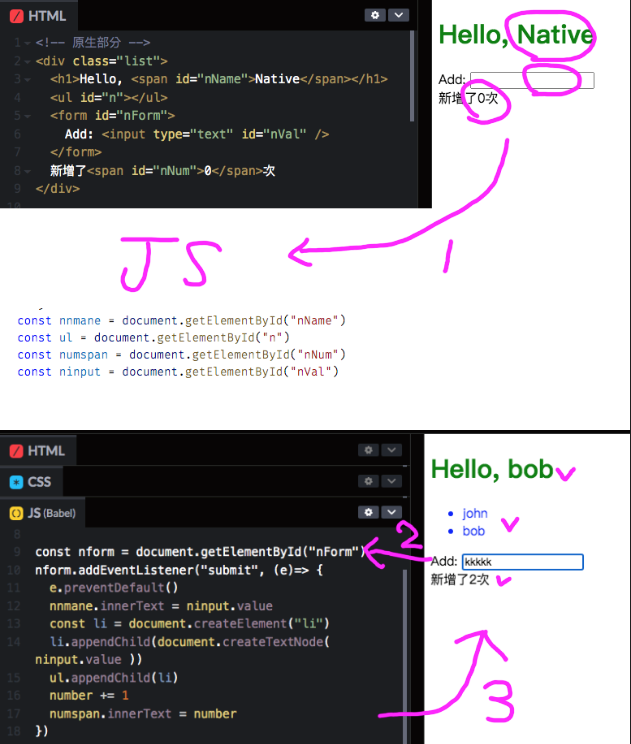 HTML
1 <!-- 原生部分 -->
2 <div class="list">
3 <h1>Hello, <span id="nName">Native</span></h1>
4 <ul id="n"></ul>
5 <form id="nForm">
6 Add: <input type="text" id="nVal" />
7 </form>
8 新增了<span id="nNum">0</span>次
9 </div>
10
Hello, Native
Add:
新增了0次
1
JS
const nnmane = document.getElementById("nName")
const ul = document.getElementById("n")
const numspan = document.getElementById("nNum")
const ninput = document.getElementById("nVal")
HTML
CSS
JS (Babel)
8
9 const nform = document.getElementById("nForm")
10 nform.addEventListener("submit", (e)=> {
11 e.preventDefault()
12 nnmane.innerText = ninput.value
13 const li = document.createElement("li")
14 li.appendChild(document.createTextNode(
ninput.value ))
15 ul.appendChild(li)
16 number += 1
17 numspan.innerText = number
18 })
2
Hello, bob
john
bob
Add: kkkkk
新增了2次
3